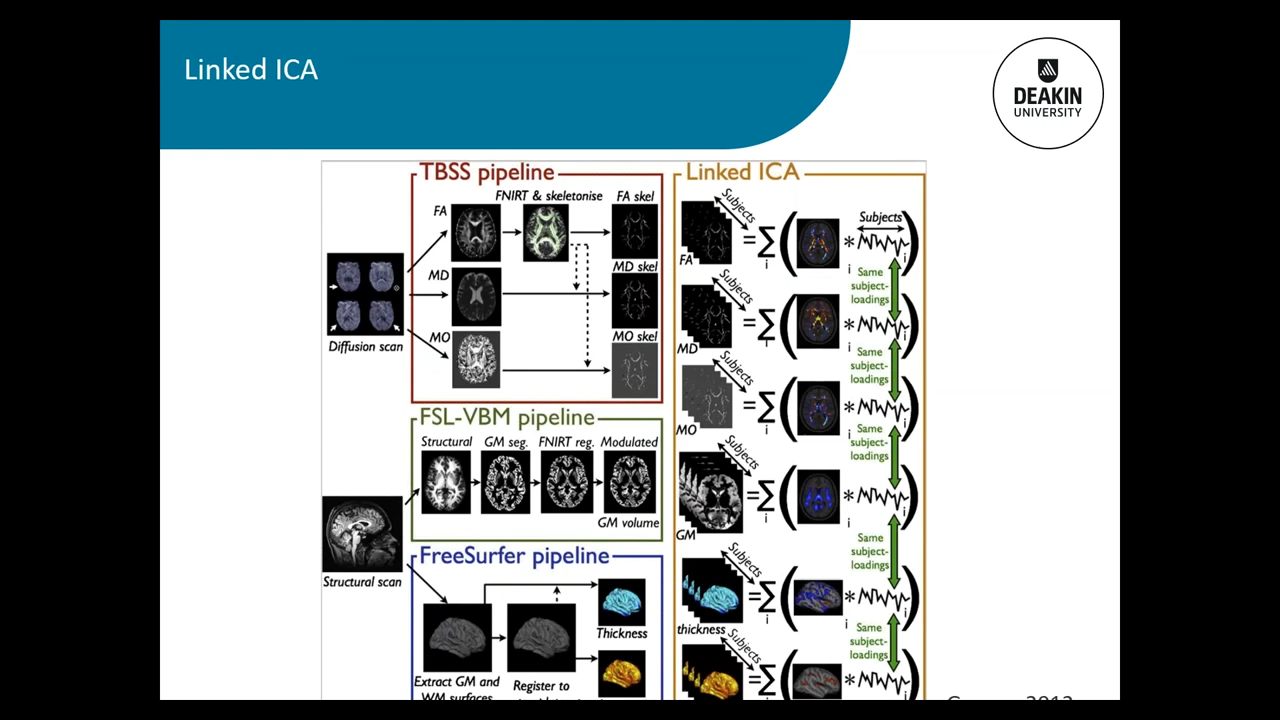 Linked ICA
DEAKIN
UNIVERSITY
TBSS pipeline
FNIRT & skeletonise
FA skel
FA
MD skel
MD
MO skel
MO
Diffusion scan
FSL-VBM pipeline
Structural
GM seg.
FNIRT reg.
Modulated
GM volume
Structural scan
FreeSurfer pipeline
Thickness
Extract GM and
WM surfaces
Register to
Linked ICA
Subjects
FA
= ∑ i ( * i Subjects i )
Same
subject-
loadings
Subjects
MD
= ∑ i ( * i )
Same
subject-
loadings
Subjects
MO
= ∑ i ( * i )
Same
subject-
loadings
Subjects
GM
= ∑ i ( * i )
Same
subject-
loadings
Subjects
thickness
= ∑ i ( * i )
Same
subject-
loadings
Subjects
= ∑ i ( * i )